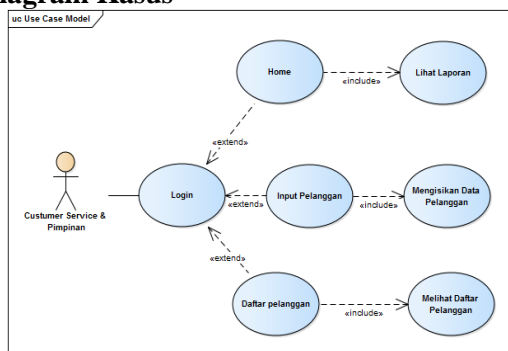 uc Use Case Model
Home
Lihat Laporan
«include»
«extend»
Login
Input Pelanggan
Mengisikan Data
Pelanggan
«extend»
«include»
Custumer Service &
Pimpinan
«extend»
Daftar pelanggan
Melihat Daftar
Pelanggan
«include»